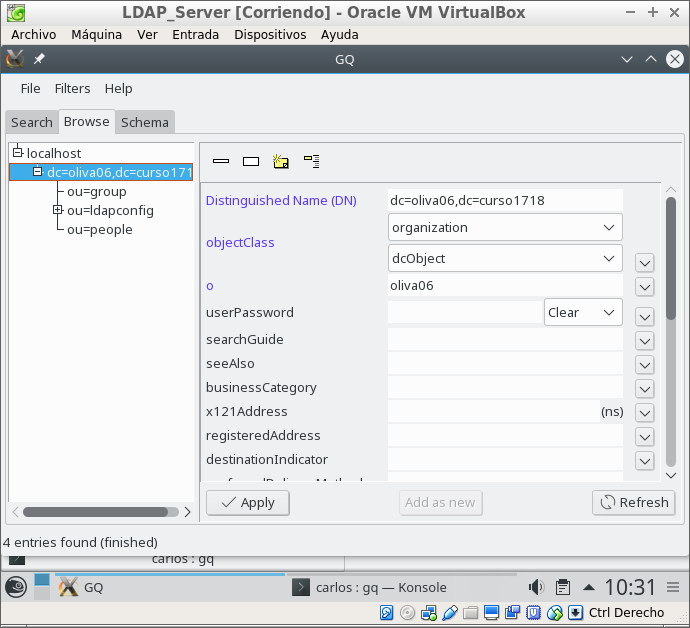 LDAP_Server [Corriendo] - Oracle VM VirtualBox
Archivo Máquina Ver Entrada Dispositivos Ayuda
GQ
File Filters Help
Search Browse Schema
localhost
dc=oliva06,dc=curso171
ou=group
ou=ldapconfig
ou=people
Distinguished Name (DN) dc=oliva06,dc=curso1718
objectClass organization
dcObject
o oliva06
userPassword Clear
searchGuide
seeAlso
businessCategory
x121Address (ns)
registeredAddress
destinationIndicator
Apply Add as new Refresh
4 entries found (finished)
carlos : gq
GQ carlos : gq — Konsole 10:31
Ctrl Derecho